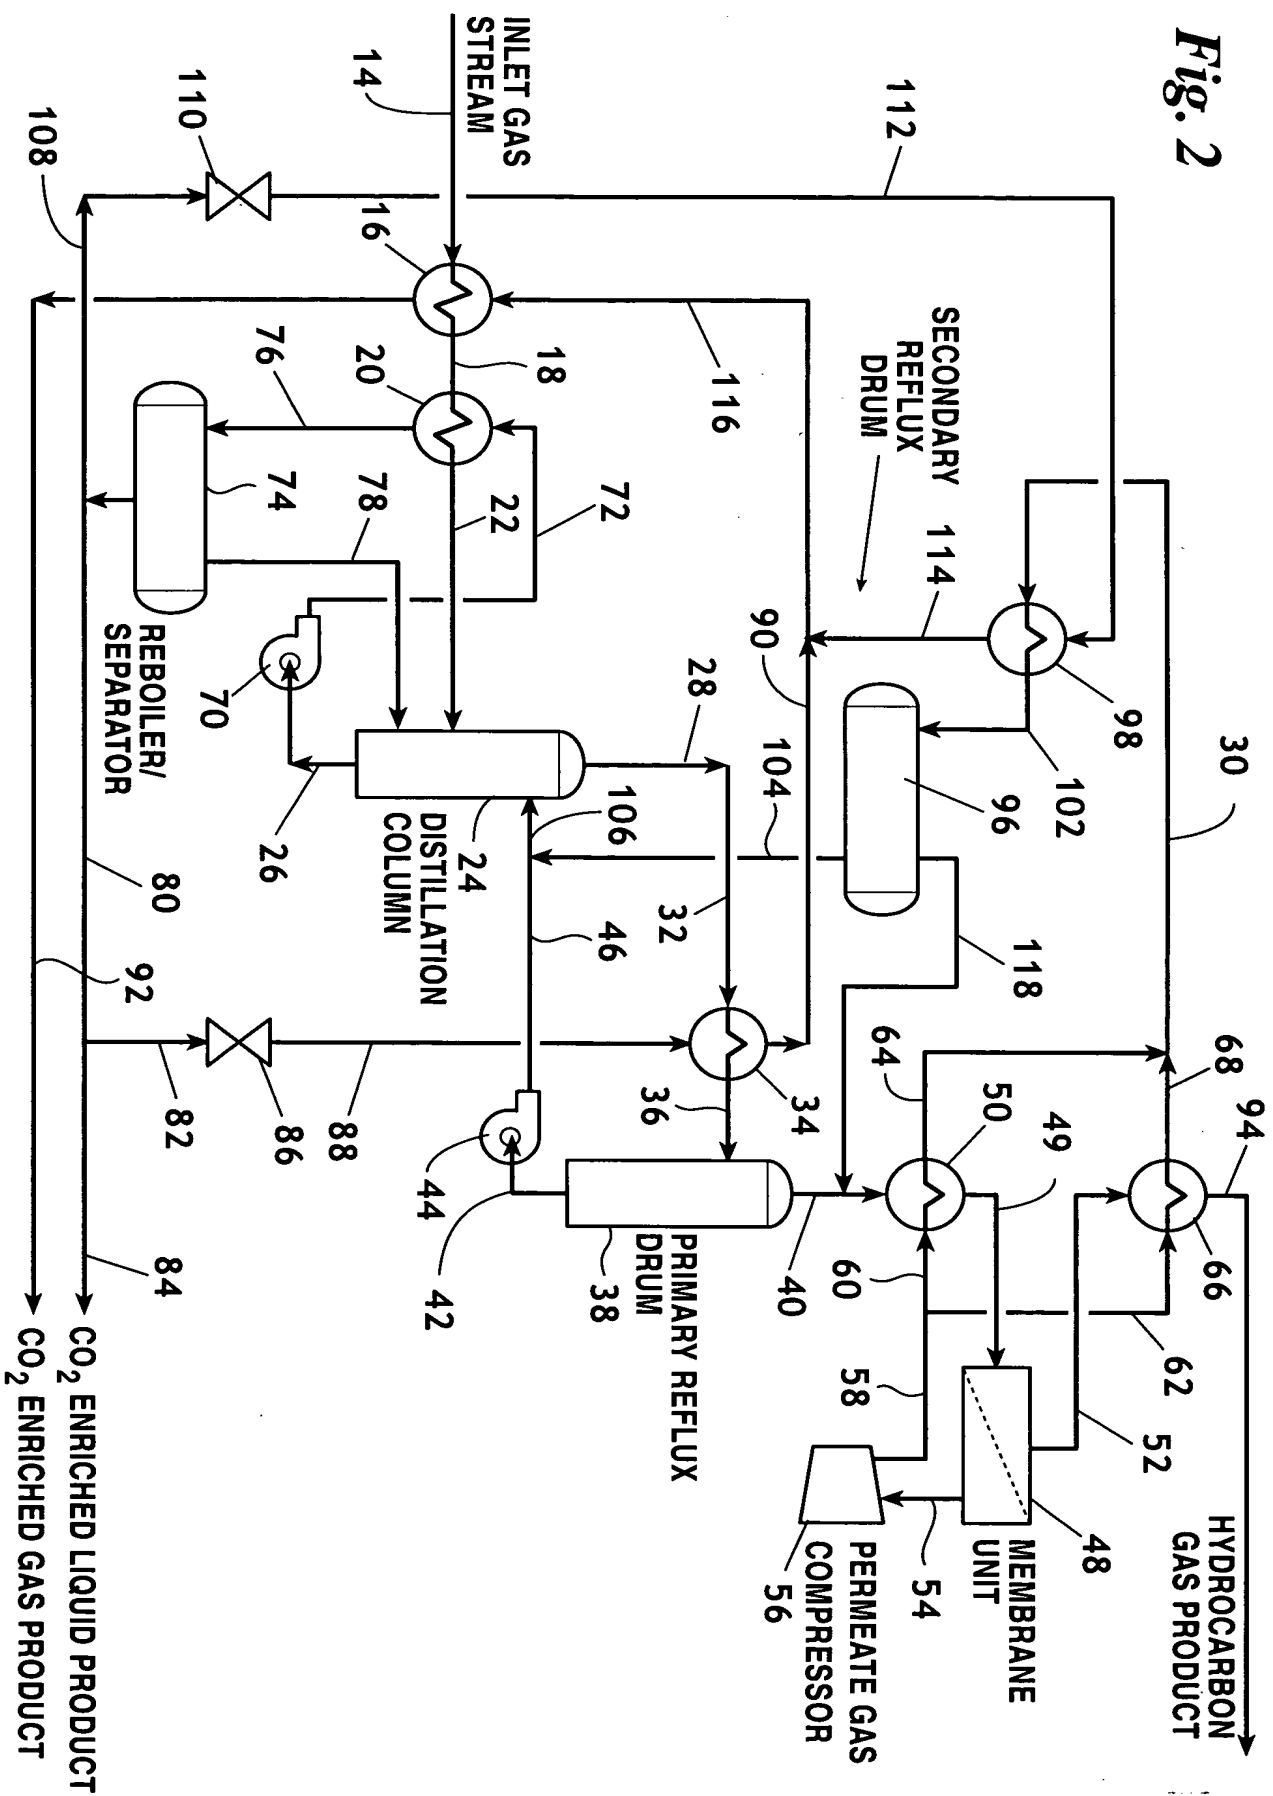 Fig. 2
INLET GAS
STREAM
14
110
108
112
16
18
20
76
74
78
22
72
116
SECONDARY
REFLUX
DRUM
114
98
102
30
96
90
28
104
118
REBOILER/
SEPARATOR
70
26
106
24
DISTILLATION
COLUMN
32
46
80
92
82
86
88
84
34
36
44
42
38
PRIMARY REFLUX
DRUM
40
64
50
49
68
94
66
60
62
58
52
48
54
56
MEMBRANE
UNIT
PERMEATE GAS
COMPRESSOR
HYDROCARBON
GAS PRODUCT
CO2 ENRICHED LIQUID PRODUCT
CO2 ENRICHED GAS PRODUCT